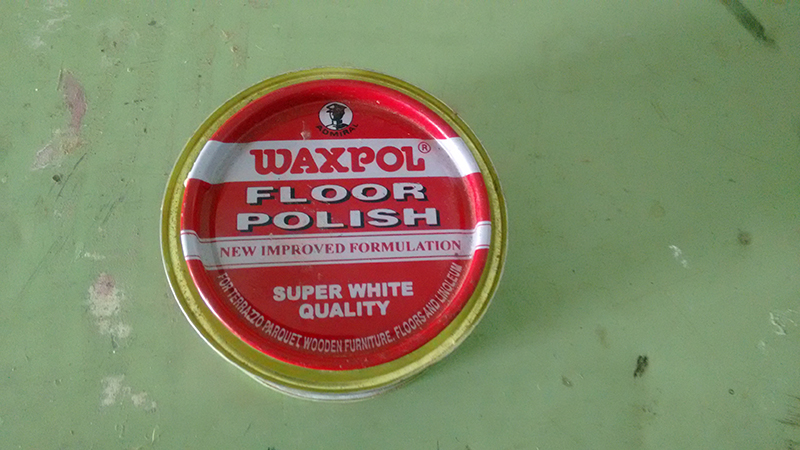 ADMIRAL
WAXPOL®
FLOOR
POLISH
NEW IMPROVED FORMULATION
SUPER WHITE
QUALITY
FOR TERRAZZO PARQUET, WOODEN FURNITURE, FLOORS AND LINOLEUM